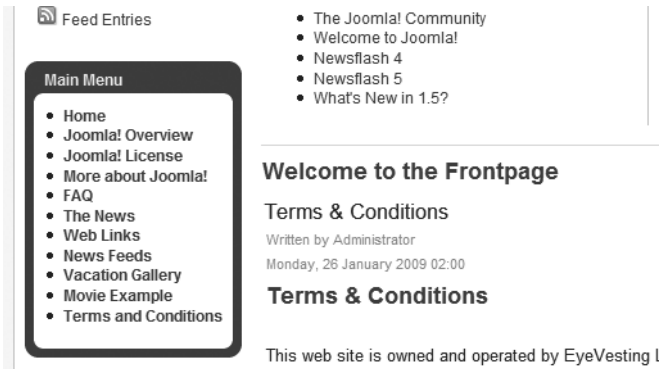 Feed Entries
Main Menu
Home
Joomla! Overview
Joomla! License
More about Joomla!
FAQ
The News
Web Links
News Feeds
Vacation Gallery
Movie Example
Terms and Conditions
The Joomla! Community
Welcome to Joomla!
Newsflash 4
Newsflash 5
What's New in 1.5?
Welcome to the Frontpage
Terms & Conditions
Written by Administrator
Monday, 26 January 2009 02:00
Terms & Conditions
This web site is owned and operated by EyeVesting L